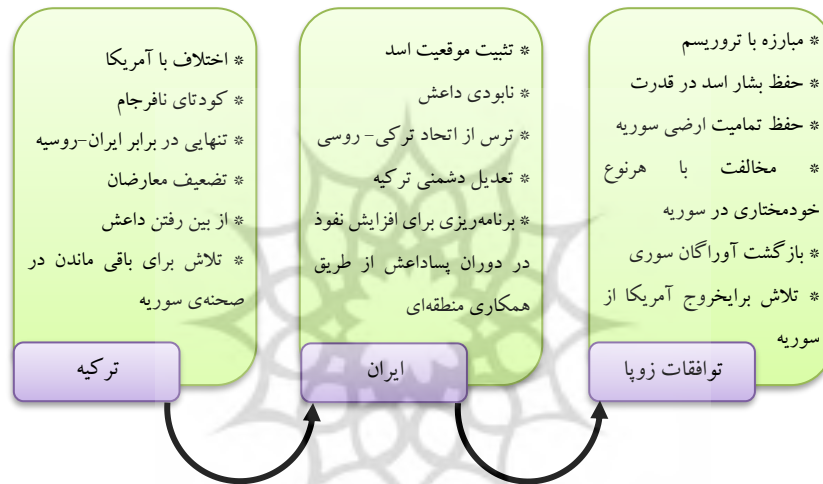 * مبارزه با تروریسم
* حفظ بشار اسد در قدرت
* حفظ تمامیت ارضی سوریه
* مخالفت با هرنوع
خودمختاری در سوریه
* بازگشت آوراگان سوری
* تلاش برایخروج آمریکا از
سوریه
توافقات زوپا
* تثبیت موقعیت اسد
* نابودی داعش
* ترس از اتحاد ترکی- روسی
* تعدیل دشمنی ترکیه
* برنامه‌ریزی برای افزایش نفوذ
در دوران پساداعش از طریق
همکاری منطقه‌ای
ایران
* اختلاف با آمریکا
* کودتای نافرجام
* تنهایی در برابر ایران-روسیه
* تضعیف معارضان
* از بین رفتن داعش
* تلاش برای باقی ماندن در
صحنه‌ی سوریه
ترکیه